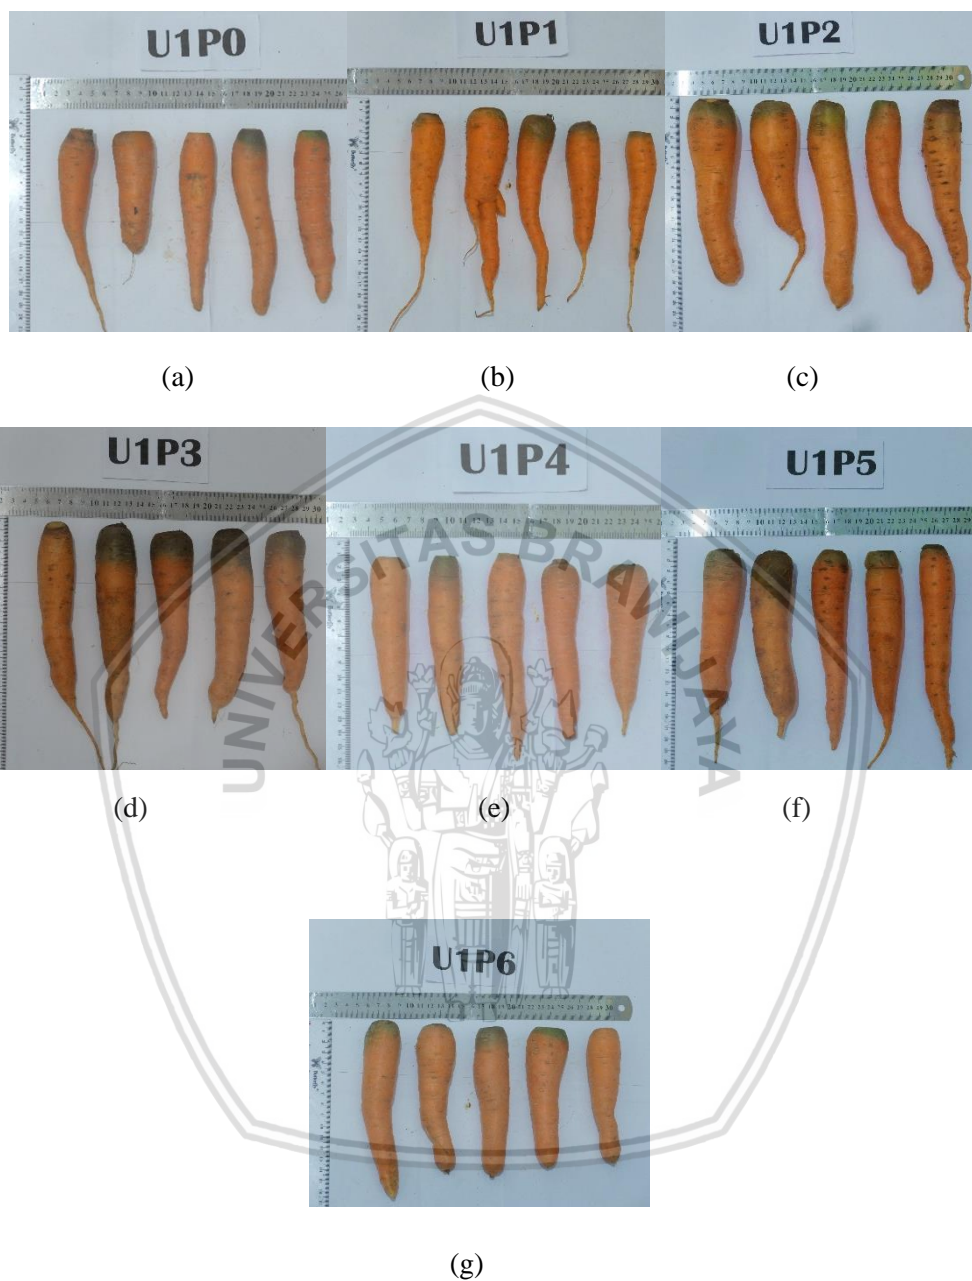 U1P0
U1P1
U1P2
(a)
(b)
(c)
U1P3
U1P4
U1P5
UNIVERSITAS BRAWIJAYA
(d)
(e)
(f)
U1P6
(g)